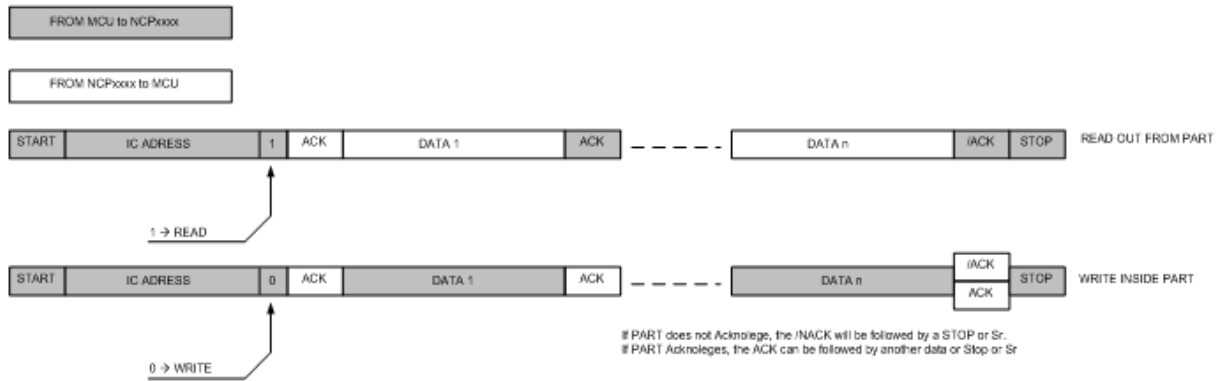 FROM MCU to NCPxxxx
FROM NCPxxxx to MCU
START IC ADRESS 1 ACK DATA 1 ACK DATA n /ACK STOP READ OUT FROM PART
1 → READ
START IC ADRESS 0 ACK DATA 1 ACK DATA n /ACK ACK STOP WRITE INSIDE PART
If PART does not Acknolege, the /NACK will be followed by a STOP or Sr.
If PART Acknoleges, the ACK can be followed by another data or Stop or Sr
0 → WRITE